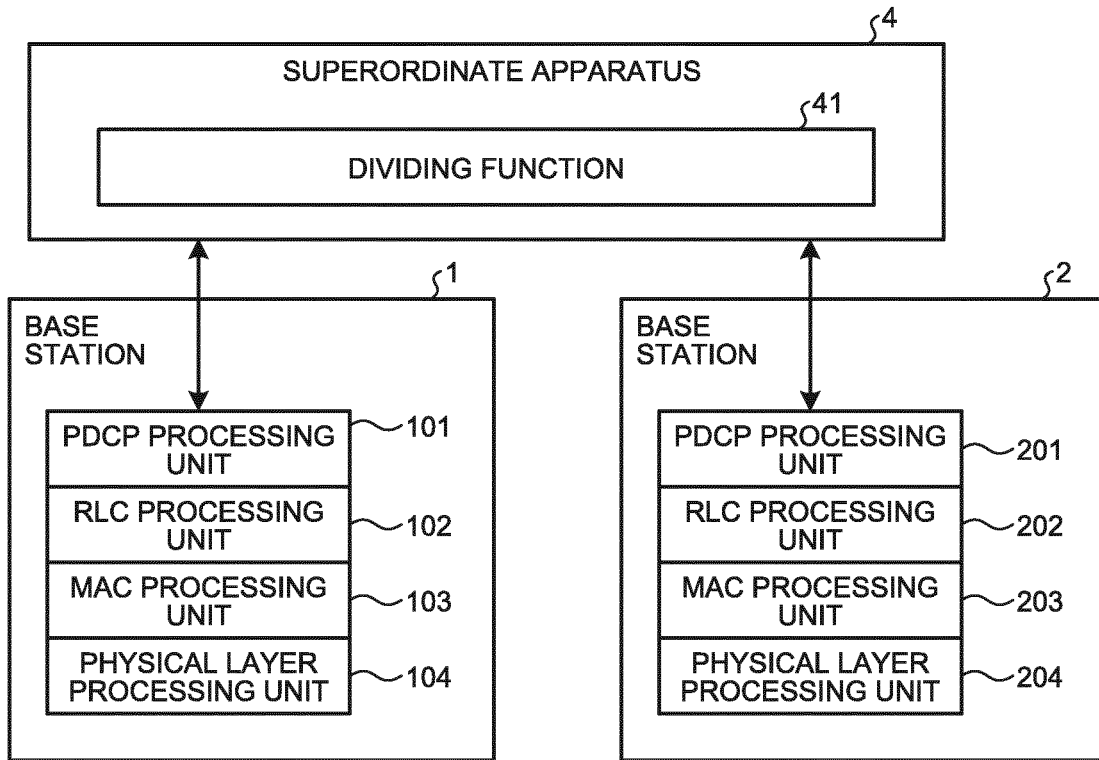 4
SUPERORDINATE APPARATUS
41
DIVIDING FUNCTION
1
BASE
STATION
PDCP PROCESSING
UNIT
101
RLC PROCESSING
UNIT
102
MAC PROCESSING
UNIT
103
PHYSICAL LAYER
PROCESSING UNIT
104
2
BASE
STATION
PDCP PROCESSING
UNIT
201
RLC PROCESSING
UNIT
202
MAC PROCESSING
UNIT
203
PHYSICAL LAYER
PROCESSING UNIT
204